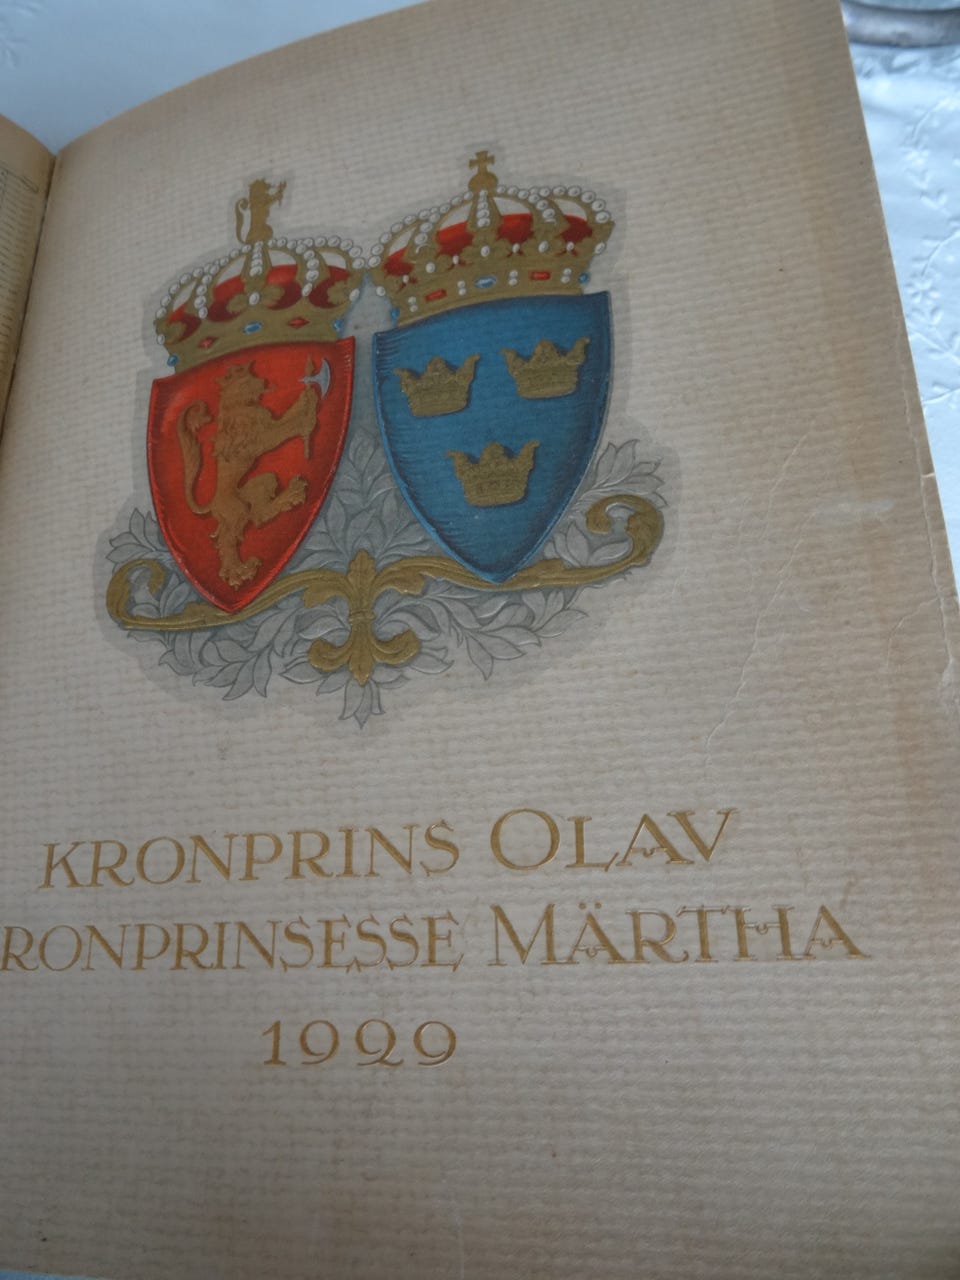 KRONPRINS OLAV
RONPRINSESSE MÄRTHA
1929